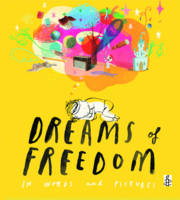 DREAMS of
FREEDOM
IN WORDS and PICTURES